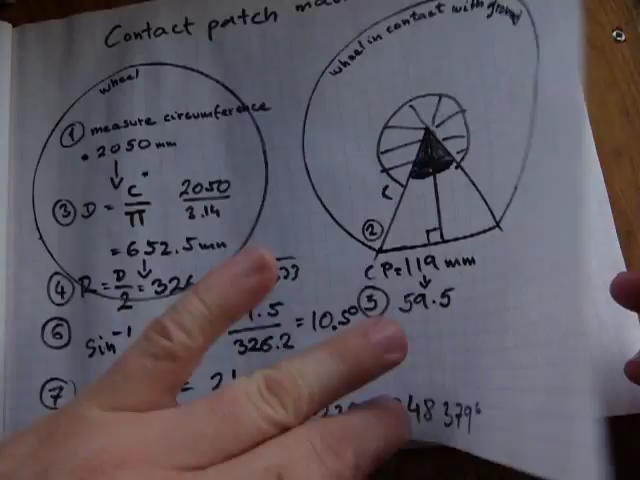 Contact patch
wheel
① measure circumference
• 2050 mm
③ D = C / π 2050 / 3.14
= 652.5 mm
④ R = D / 2 = 326
⑥ sin⁻¹ .5 / 326.2 = 10.5°
⑦ = 21
48 379
wheel in contact with ground
C
②
CP=119 mm
⑤ 59.5